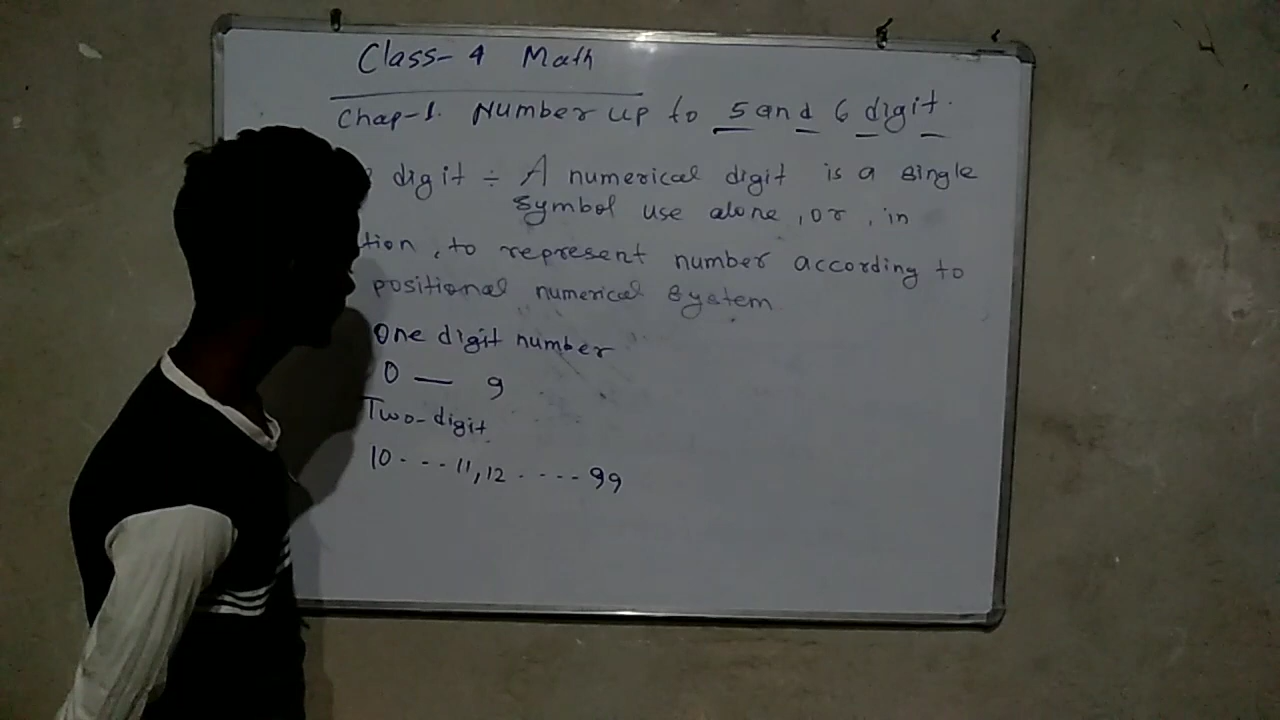 Class- 4 Math
Chap-1. Number up to 5 and 6 digit.
digit ÷ A numerical digit is a single
symbol use alone, or, in
tion, to represent number according to
positional numerical system
One digit number
0 — 9
Two-digit
10 - - - 11, 12 - - - - - 99